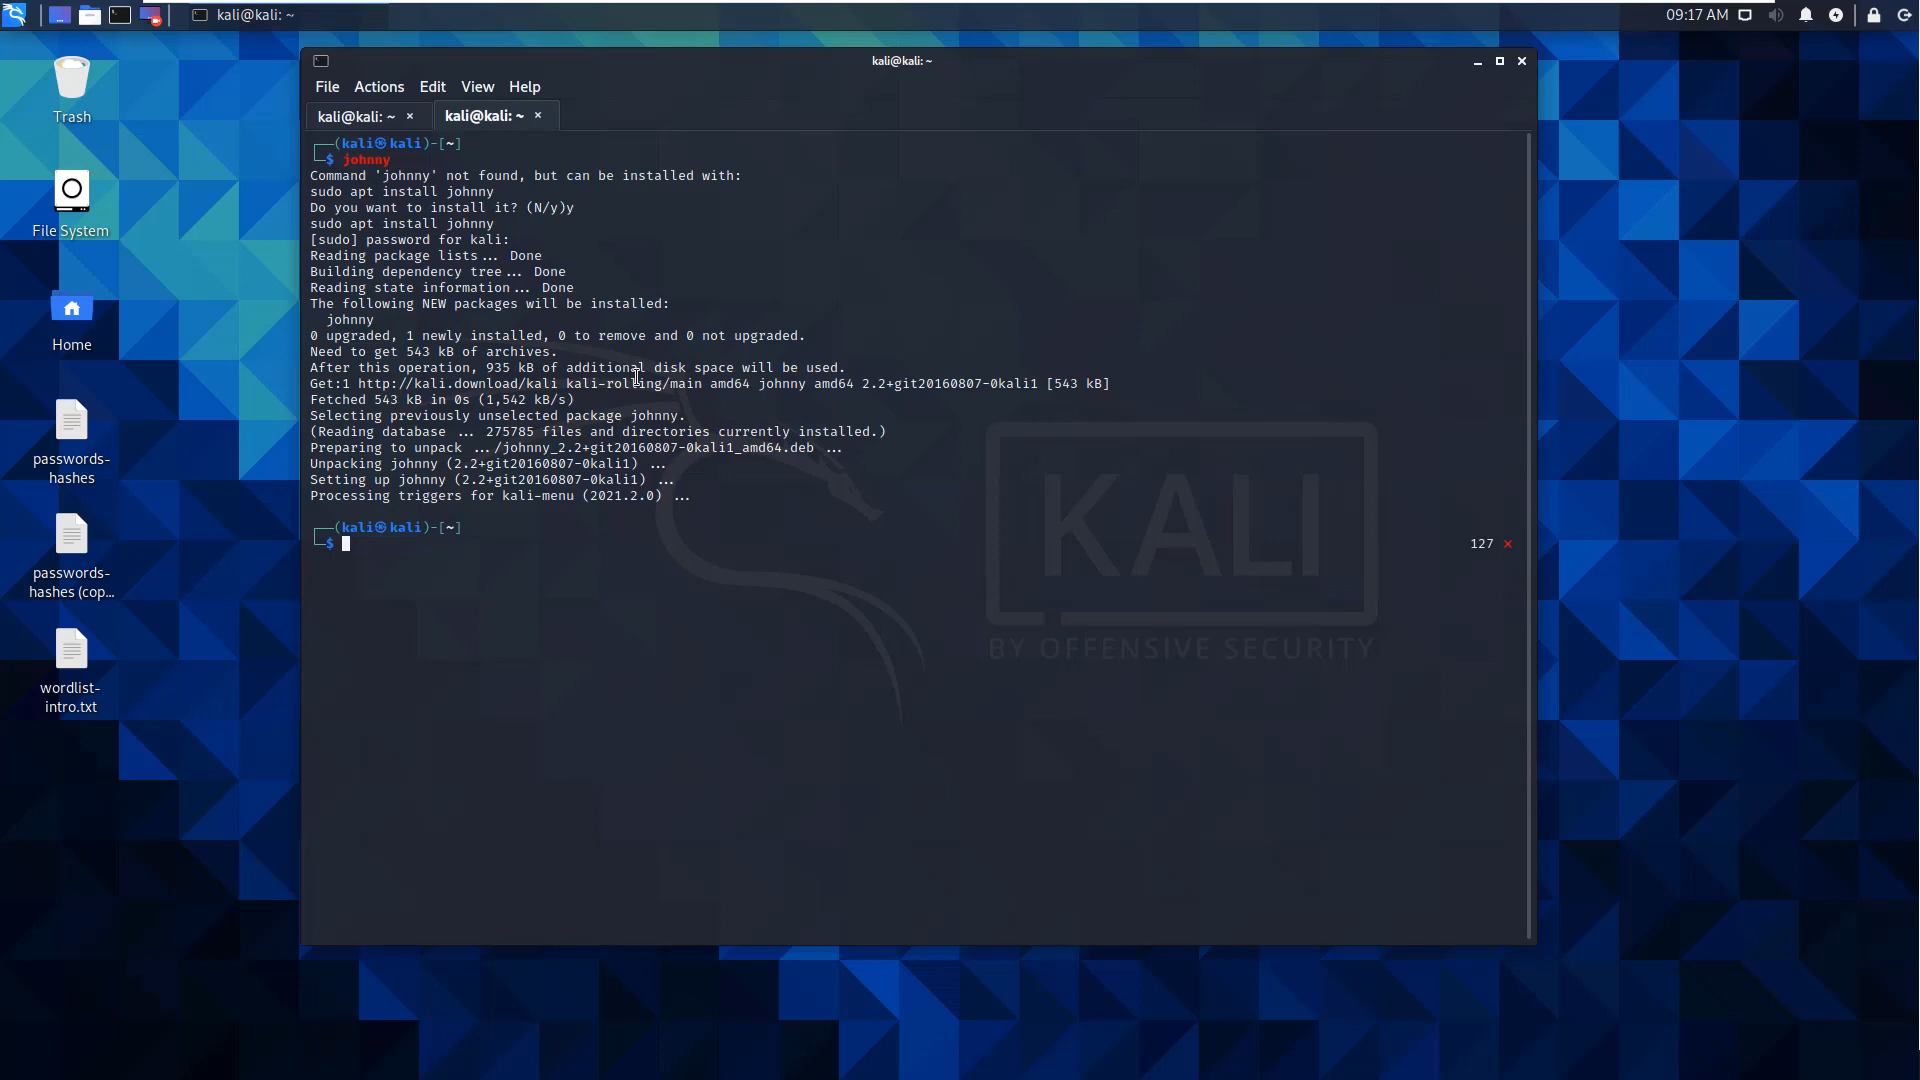 kali@kali: ~
09:17 AM
Trash
File System
Home
passwords-
hashes
passwords-
hashes (cop...
wordlist-
intro.txt
kali@kali: ~
File Actions Edit View Help
kali@kali: ~ ×
kali@kali: ~ ×
(kali㉿kali)-[~]
$ johnny
Command 'johnny' not found, but can be installed with:
sudo apt install johnny
Do you want to install it? (N/y)y
sudo apt install johnny
[sudo] password for kali:
Reading package lists... Done
Building dependency tree... Done
Reading state information... Done
The following NEW packages will be installed:
johnny
0 upgraded, 1 newly installed, 0 to remove and 0 not upgraded.
Need to get 543 kB of archives.
After this operation, 935 kB of additional disk space will be used.
Get:1 http://kali.download/kali kali-rolling/main amd64 johnny amd64 2.2+git20160807-0kali1 [543 kB]
Fetched 543 kB in 0s (1,542 kB/s)
Selecting previously unselected package johnny.
(Reading database ... 275785 files and directories currently installed.)
Preparing to unpack .../johnny_2.2+git20160807-0kali1_amd64.deb ...
Unpacking johnny (2.2+git20160807-0kali1) ...
Setting up johnny (2.2+git20160807-0kali1) ...
Processing triggers for kali-menu (2021.2.0) ...
(kali㉿kali)-[~]
$
127 ×
KALI
BY OFFENSIVE SECURITY